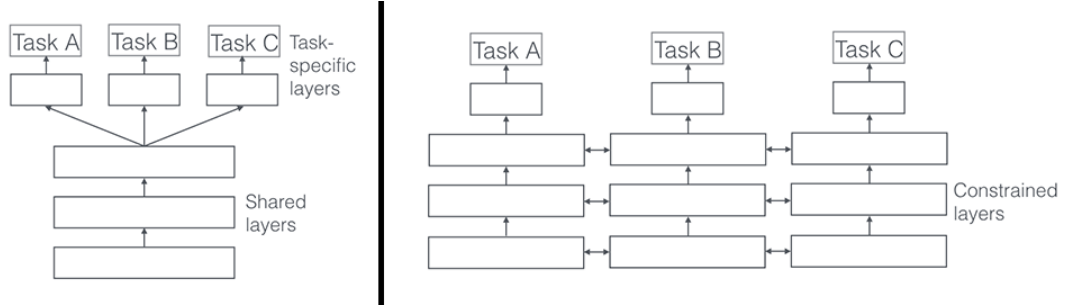 Task A
Task B
Task C
Task-
specific
layers
Shared
layers
Task A
Task B
Task C
Constrained
layers